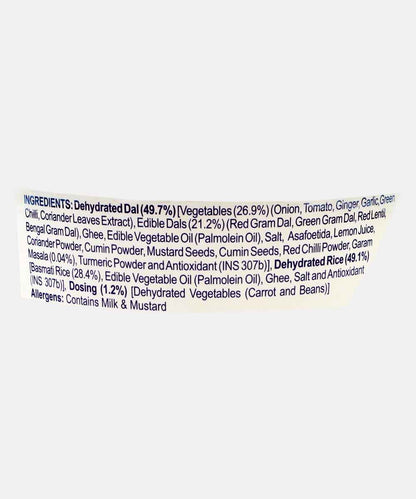 INGREDIENTS: Dehydrated Dal (49.7%) [Vegetables (26.9%) (Onion, Tomato, Ginger, Garlic, Green
Chilli, Coriander Leaves Extract), Edible Dals (21.2%) (Red Gram Dal, Green Gram Dal, Red Lentil,
Bengal Gram Dal), Ghee, Edible Vegetable Oil (Palmolein Oil), Salt, Asafoetida, Lemon Juice,
Coriander Powder, Cumin Powder, Mustard Seeds, Cumin Seeds, Red Chilli Powder, Garam
Masala (0.04%), Turmeric Powder and Antioxidant (INS 307b)], Dehydrated Rice (49.1%)
[Basmati Rice (28.4%), Edible Vegetable Oil (Palmolein Oil), Ghee, Salt and Antioxidant
(INS 307b)], Dosing (1.2%) [Dehydrated Vegetables (Carrot and Beans)]
Allergens: Contains Milk & Mustard